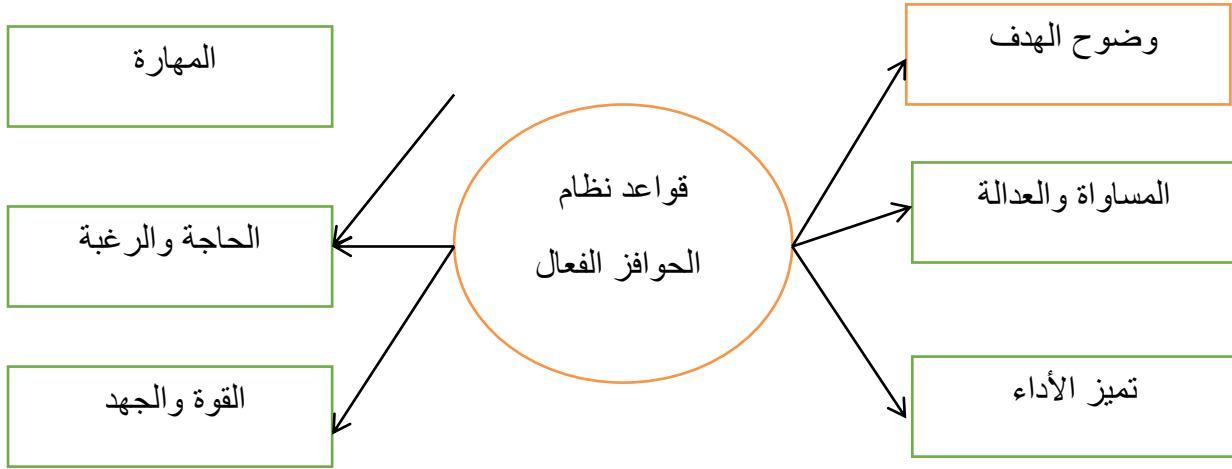 وضوح الهدف
المهارة
قواعد نظام
الحوافز الفعال
المساواة والعدالة
الحاجة والرغبة
تميز الأداء
القوة والجهد